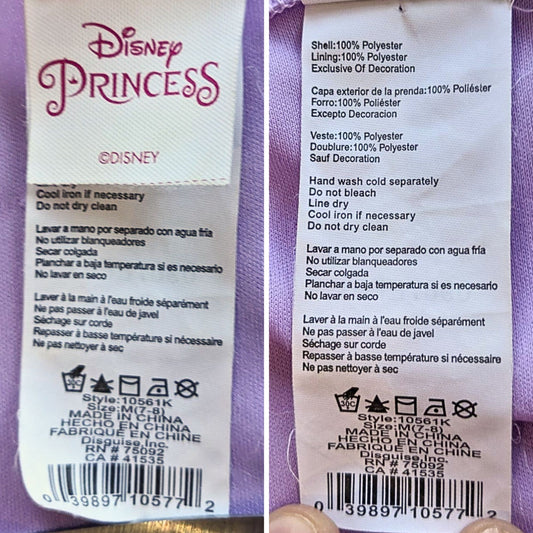 Disney
PRINCESS
©DISNEY
Cool iron if necessary
Do not dry clean
Lavar a mano por separado con agua fría
No utilizar blanqueadores
Secar colgada
Planchar a baja temperatura si es necesario
No lavar en seco
Laver à la main à l'eau froide séparément
Ne pas passer à l'eau de javel
Séchage sur corde
Repasser à basse température si nécessaire
Ne pas nettoyer à sec
30C
Style:10561K
Size:M(7-8)
MADE IN CHINA
HECHO EN CHINA
FABRIQUE EN CHINE
Disguise,Inc.
RN # 75092
CA # 41535
0 39897 10577 2
Shell:100% Polyester
Lining:100% Polyester
Exclusive Of Decoration
Capa exterior de la prenda:100% Poliéster
Forro:100% Poliéster
Excepto Decoracion
Veste:100% Polyester
Doublure:100% Polyester
Sauf Decoration
Hand wash cold separately
Do not bleach
Line dry
Cool iron if necessary
Do not dry clean
Lavar a mano por separado con agua fría
No utilizar blanqueadores
Secar colgada
Planchar a baja temperatura si es necesario
No lavar en seco
Laver à la main à l'eau froide séparément
Ne pas passer à l'eau de javel
Séchage sur corde
Repasser à basse température si nécessaire
Ne pas nettoyer à sec
30C
Style:10561K
Size:M(7-8)
MADE IN CHINA
HECHO EN CHINA
FABRIQUE EN CHINE
Disguise,Inc.
RN # 75092
CA # 41535
0 39897 10577 2